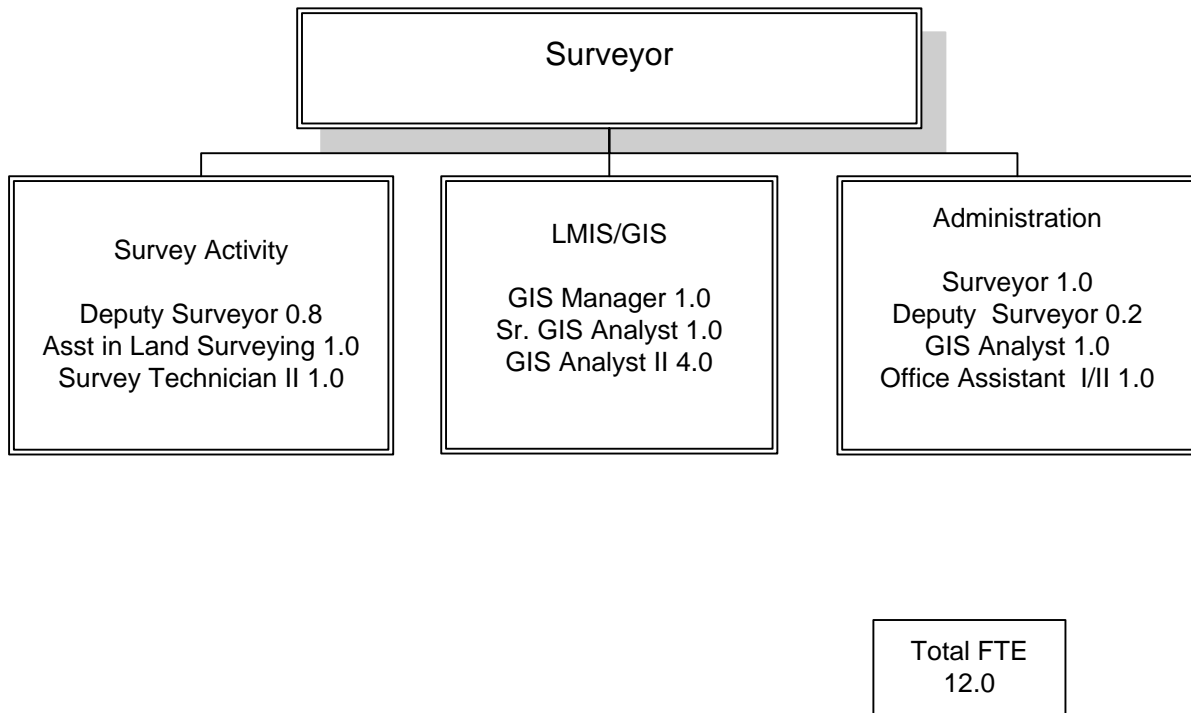 Surveyor
Survey Activity
Deputy Surveyor 0.8
Asst in Land Surveying 1.0
Survey Technician II 1.0
LMIS/GIS
GIS Manager 1.0
Sr. GIS Analyst 1.0
GIS Analyst II 4.0
Administration
Surveyor 1.0
Deputy  Surveyor 0.2
GIS Analyst 1.0
Office Assistant  I/II 1.0
Total FTE
12.0